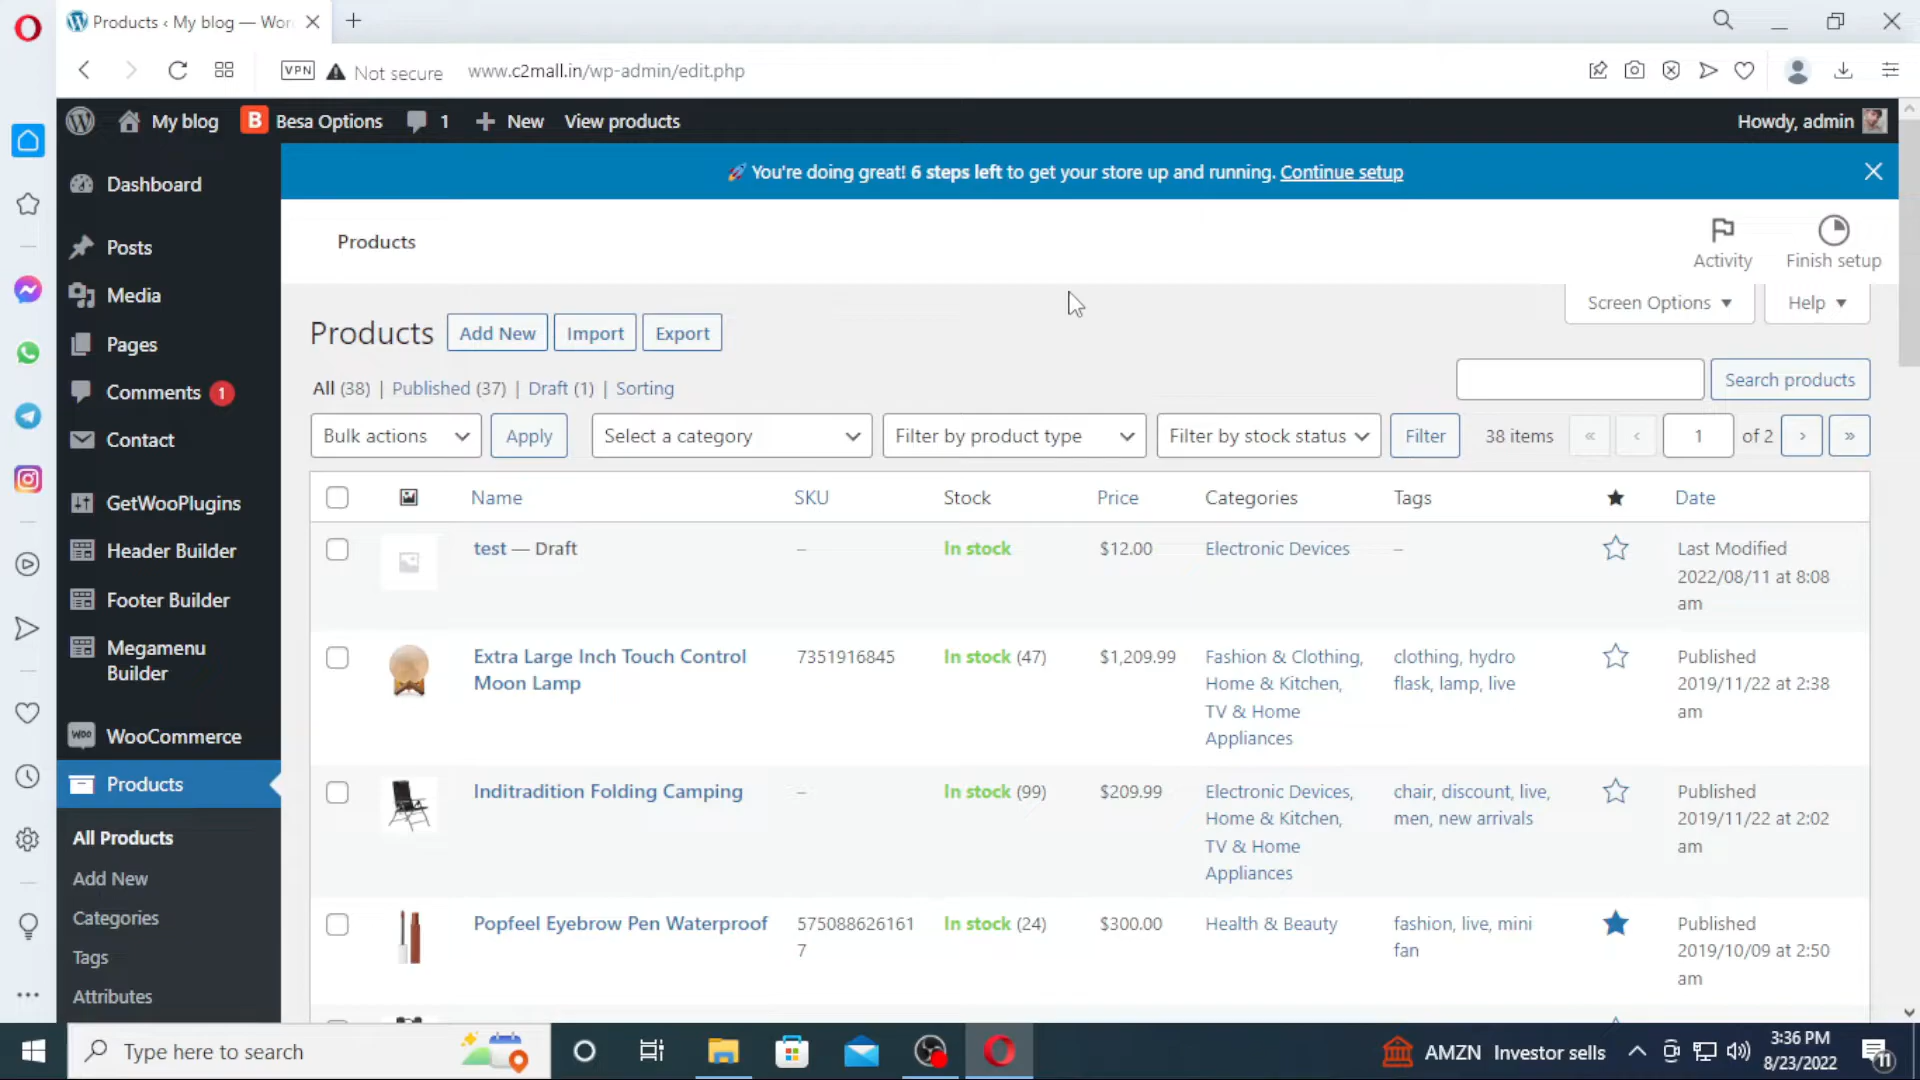 Products ‹ My blog — Wor
VPN
Not secure
www.c2mall.in/wp-admin/edit.php
My blog
B
Besa Options
1
New
View products
Howdy, admin
You're doing great! 6 steps left to get your store up and running. Continue setup
Products
Activity
Finish setup
Screen Options
Help
Dashboard
Posts
Media
Pages
Comments 1
Contact
GetWooPlugins
Header Builder
Footer Builder
Megamenu
Builder
WOO
WooCommerce
Products
All Products
Add New
Categories
Tags
Attributes
Products
Add New
Import
Export
All (38) | Published (37) | Draft (1) | Sorting
Search products
Bulk actions
Apply
Select a category
Filter by product type
Filter by stock status
Filter
38 items
«
‹
1
of 2
›
»
Name
SKU
Stock
Price
Categories
Tags
Date
test — Draft
–
In stock
$12.00
Electronic Devices
–
Last Modified
2022/08/11 at 8:08
am
Extra Large Inch Touch Control
Moon Lamp
7351916845
In stock (47)
$1,209.99
Fashion & Clothing,
Home & Kitchen,
TV & Home
Appliances
clothing, hydro
flask, lamp, live
Published
2019/11/22 at 2:38
am
Inditradition Folding Camping
–
In stock (99)
$209.99
Electronic Devices,
Home & Kitchen,
TV & Home
Appliances
chair, discount, live,
men, new arrivals
Published
2019/11/22 at 2:02
am
Popfeel Eyebrow Pen Waterproof
575088626161
7
In stock (24)
$300.00
Health & Beauty
fashion, live, mini
fan
Published
2019/10/09 at 2:50
am
Type here to search
AMZN Investor sells
3:36 PM
8/23/2022
11